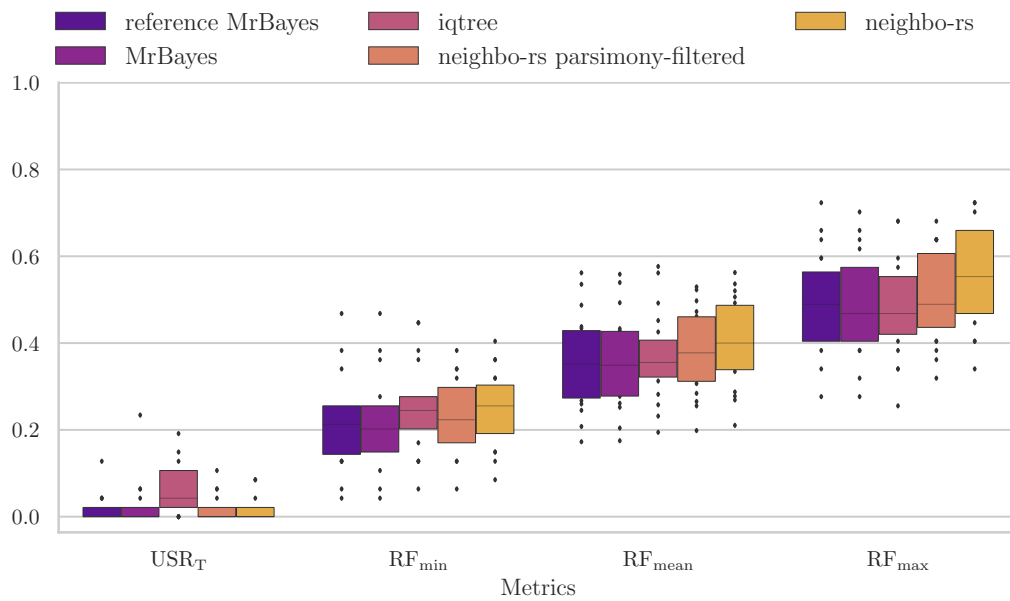 reference MrBayes iqtree neighbo-rs
MrBayes neighbo-rs parsimony-filtered
1.0
0.8
0.6
0.4
0.2
0.0
USR_T RF_min RF_mean RF_max
Metrics